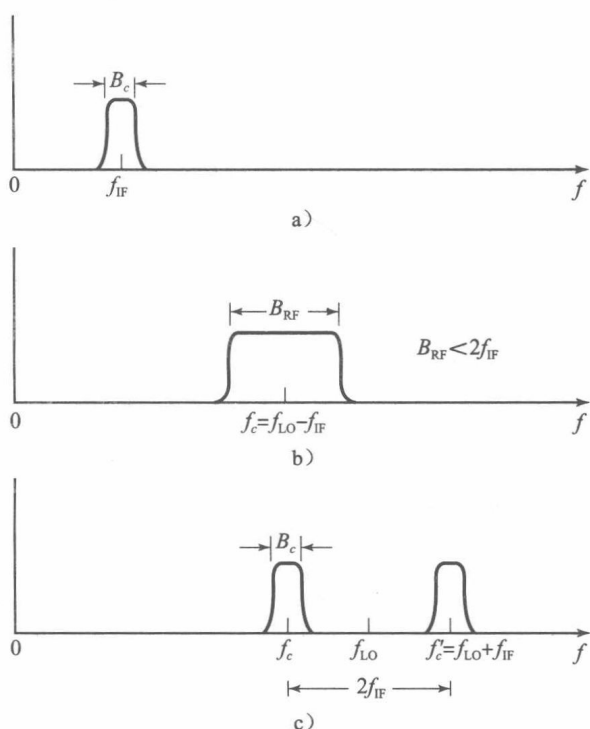 B_c
0
f_IF
f
a）
B_RF
B_RF<2f_IF
0
f_c=f_LO−f_IF
f
b）
B_c
0
f_c
f_LO
f′_c=f_LO+f_IF
f
2f_IF
c）